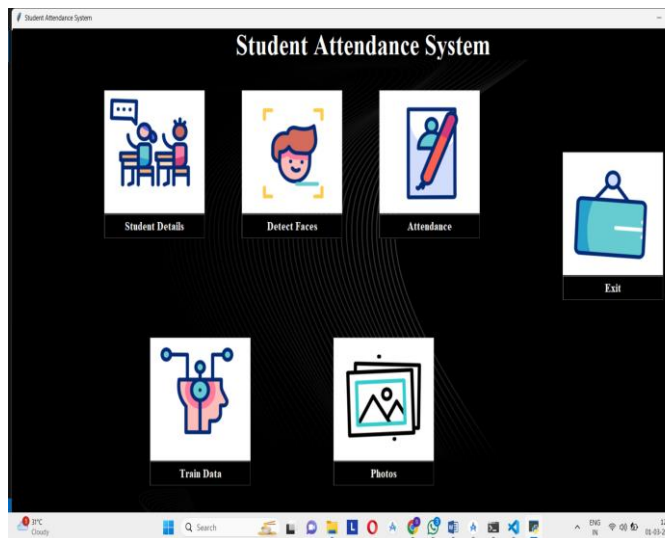 Student Attendance System
Student Attendance System
Student Details
Detect Faces
Attendance
Exit
Train Data
Photos
31°C
Cloudy
Search
ENG
IN